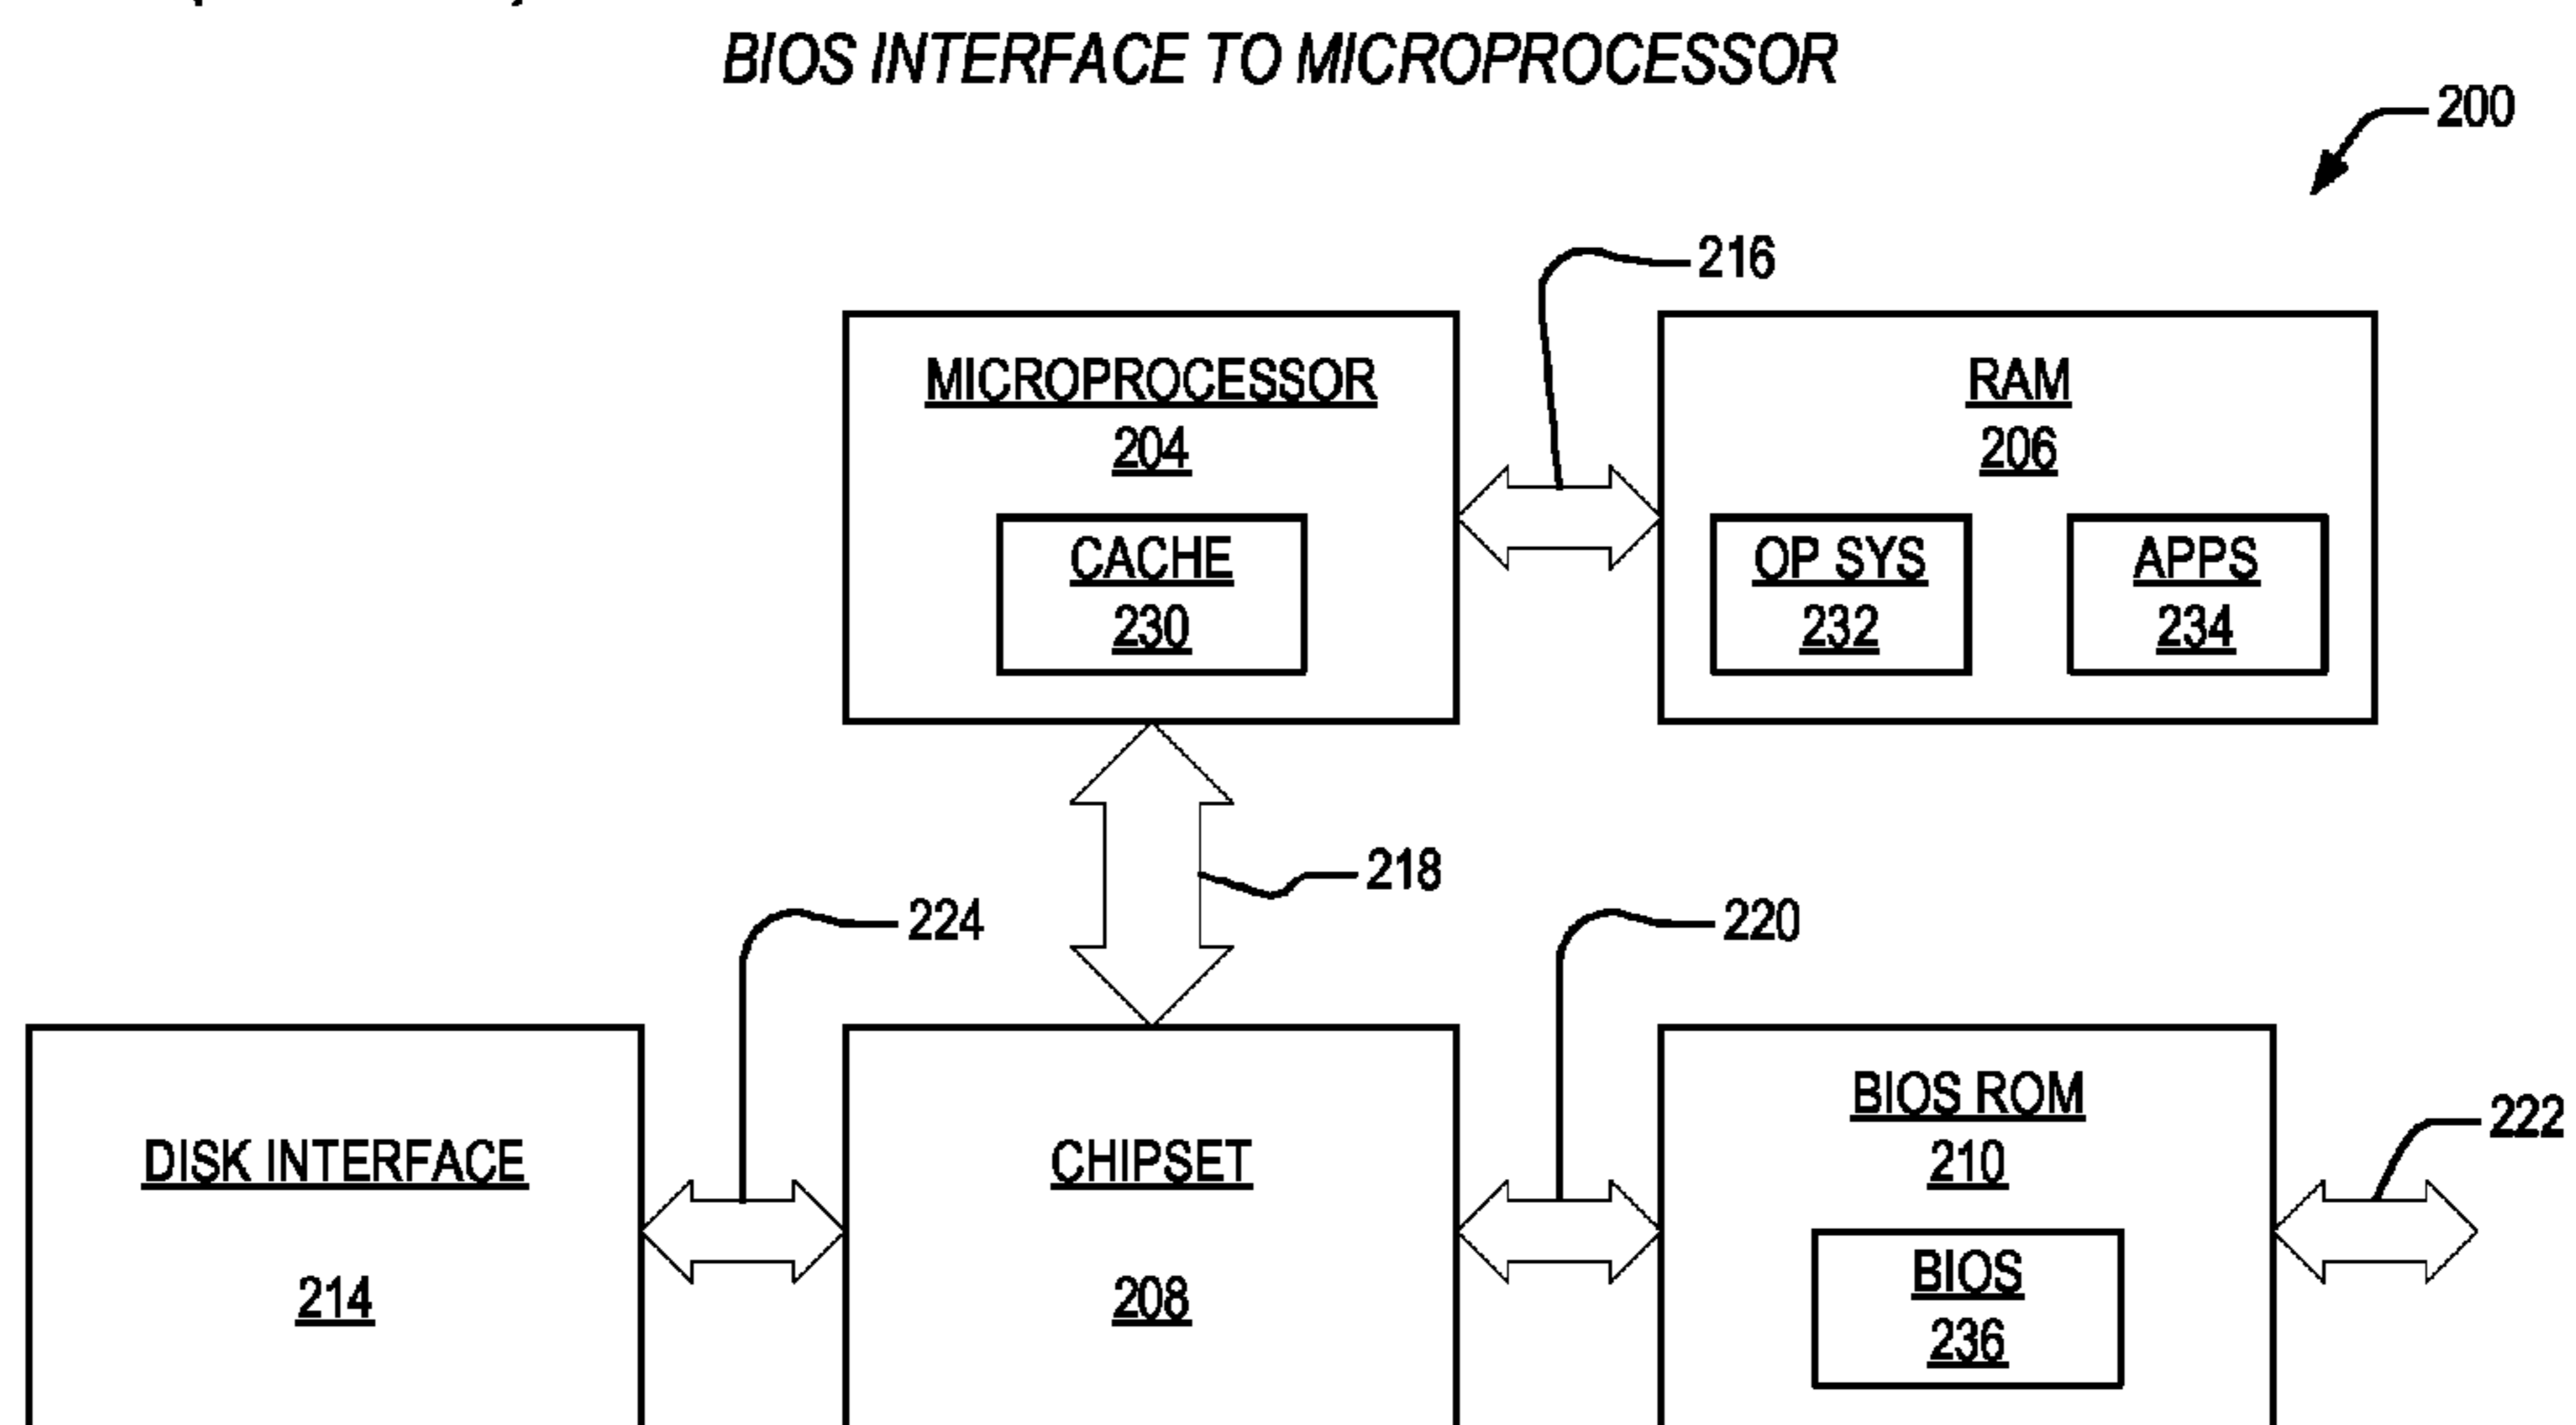 BIOS INTERFACE TO MICROPROCESSOR
200
216
MICROPROCESSOR
204
CACHE
230
RAM
206
OP SYS
232
APPS
234
218
224
220
DISK INTERFACE
214
CHIPSET
208
BIOS ROM
210
BIOS
236
222